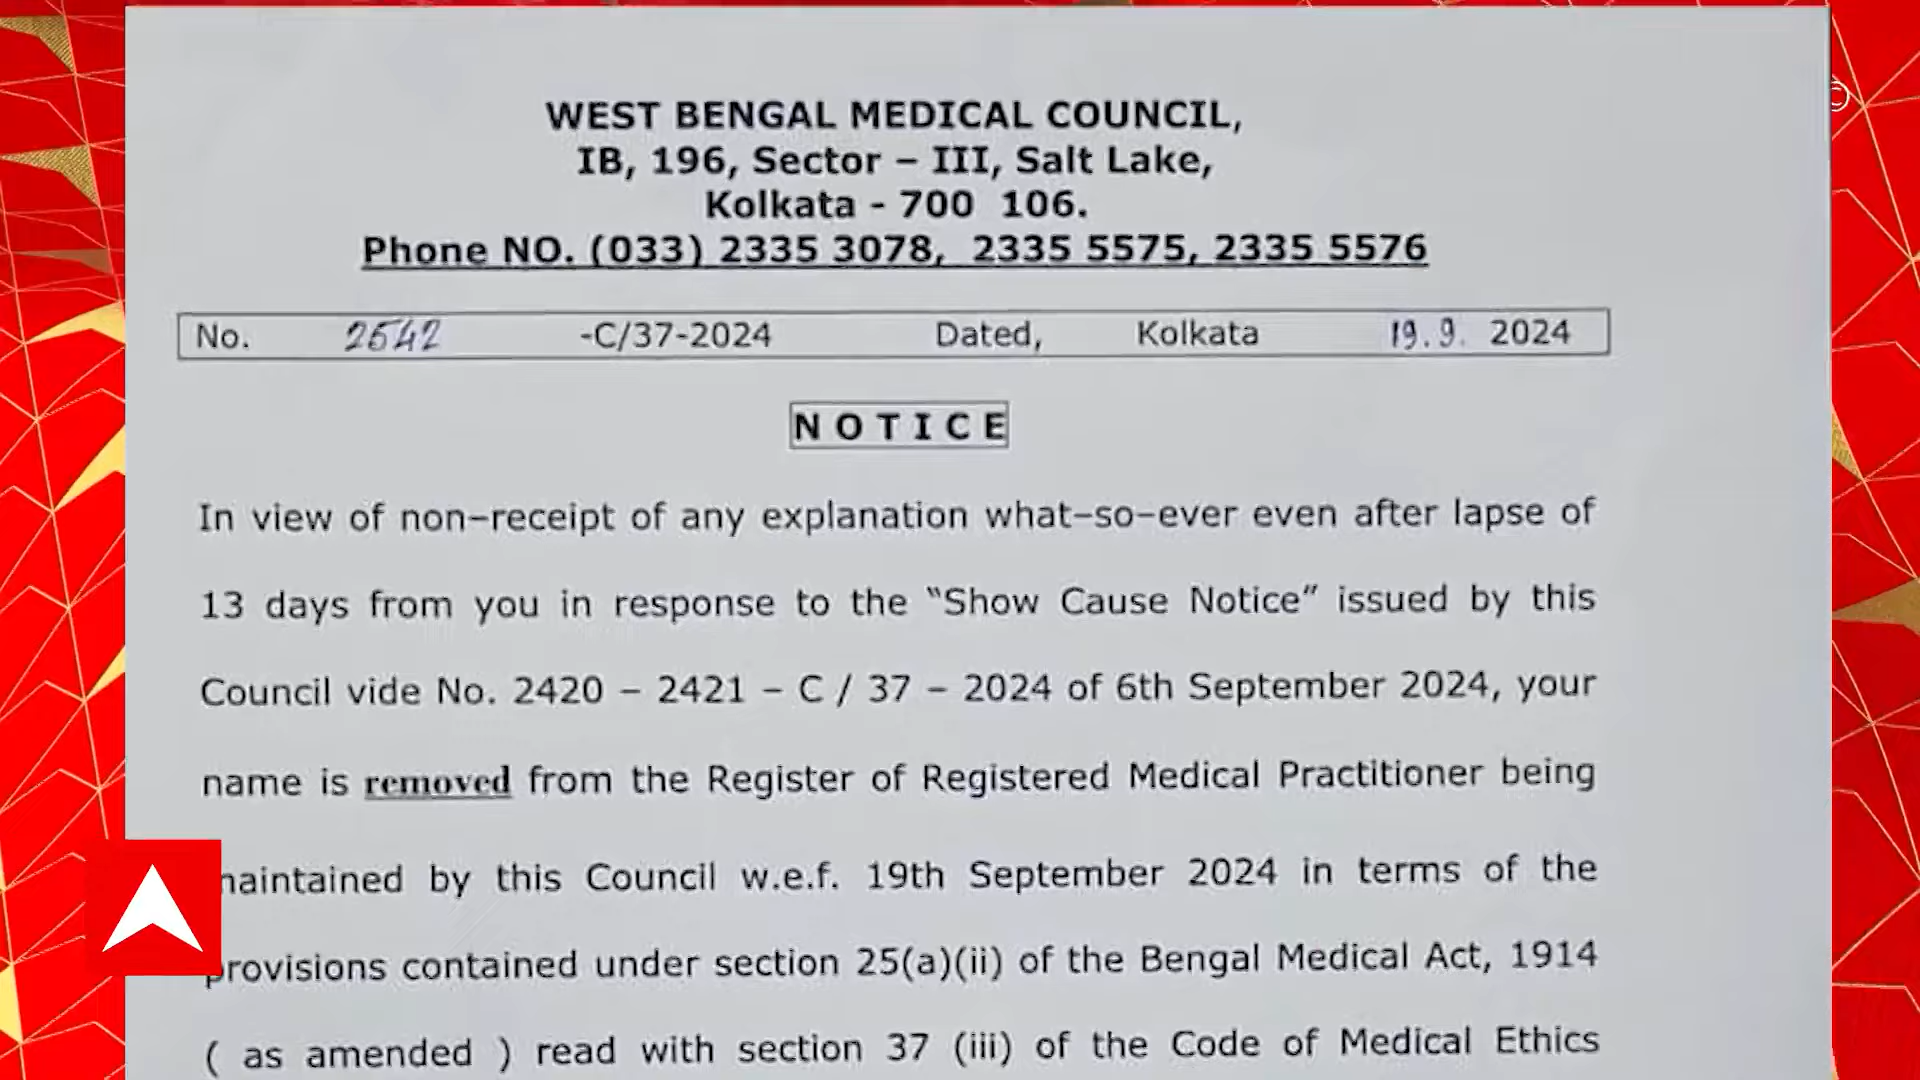 WEST BENGAL MEDICAL COUNCIL,
IB, 196, Sector – III, Salt Lake,
Kolkata - 700 106.
Phone NO. (033) 2335 3078, 2335 5575, 2335 5576
No. 2542 -C/37-2024 Dated, Kolkata 19.9. 2024
NOTICE
In view of non–receipt of any explanation what–so–ever even after lapse of
13 days from you in response to the “Show Cause Notice” issued by this
Council vide No. 2420 – 2421 – C / 37 – 2024 of 6th September 2024, your
name is removed from the Register of Registered Medical Practitioner being
maintained by this Council w.e.f. 19th September 2024 in terms of the
provisions contained under section 25(a)(ii) of the Bengal Medical Act, 1914
( as amended ) read with section 37 (iii) of the Code of Medical Ethics